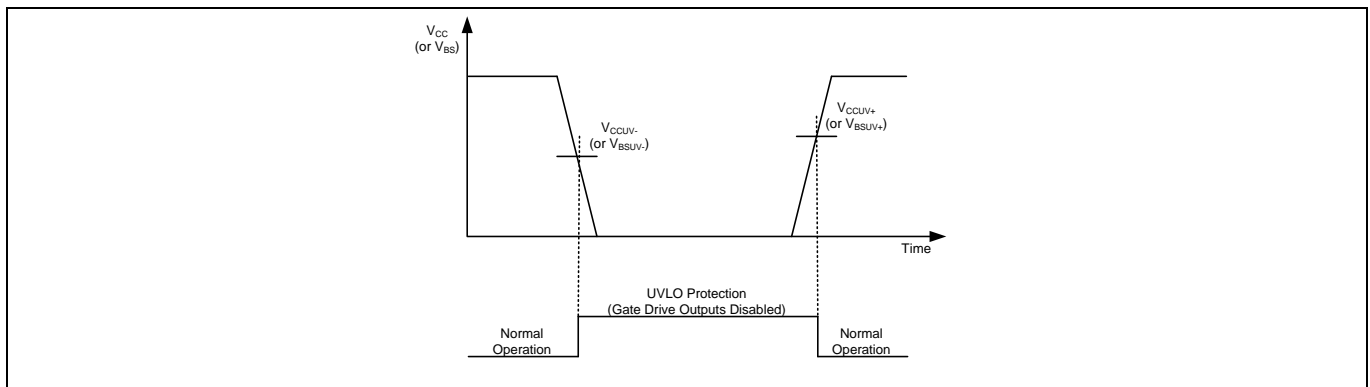 VCC
(or VBS)
VCCUV-
(or VBSUV-)
VCCUV+
(or VBSUV+)
Time
UVLO Protection
(Gate Drive Outputs Disabled)
Normal
Operation
Normal
Operation